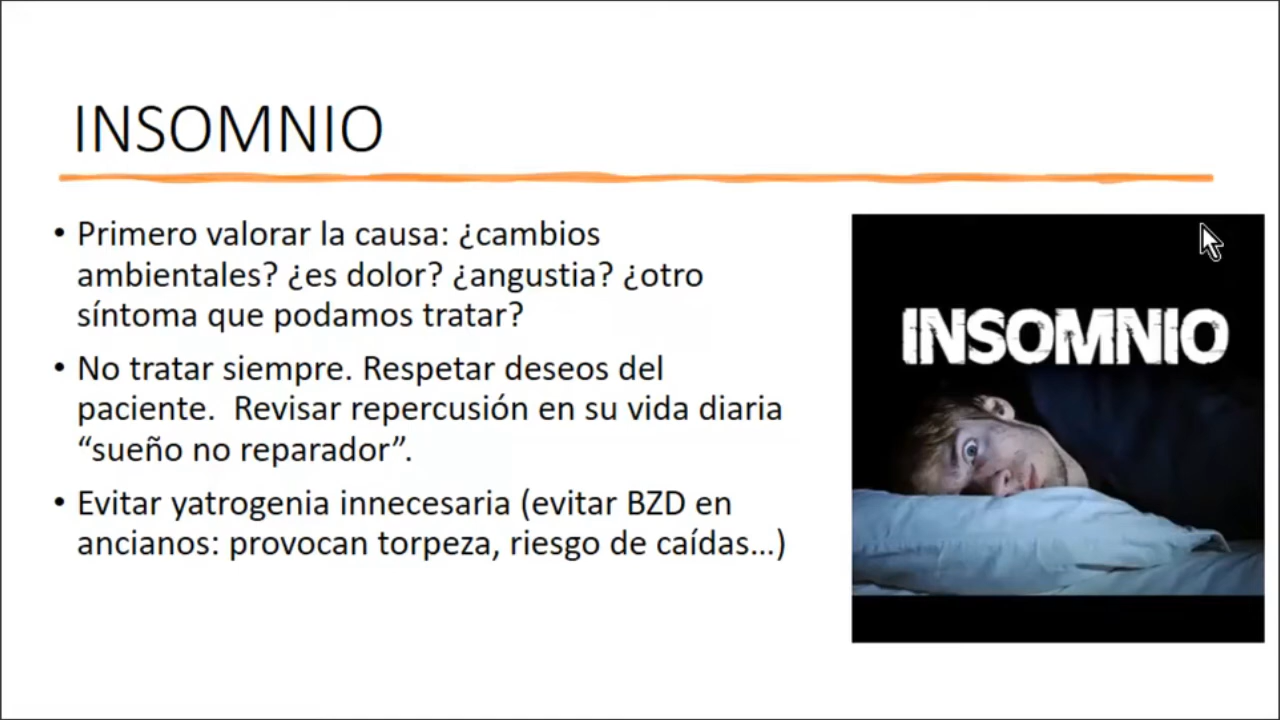 INSOMNIO
• Primero valorar la causa: ¿cambios
ambientales? ¿es dolor? ¿angustia? ¿otro
síntoma que podamos tratar?
• No tratar siempre. Respetar deseos del
paciente.  Revisar repercusión en su vida diaria
“sueño no reparador”.
• Evitar yatrogenia innecesaria (evitar BZD en
ancianos: provocan torpeza, riesgo de caídas…)
INSOMNIO